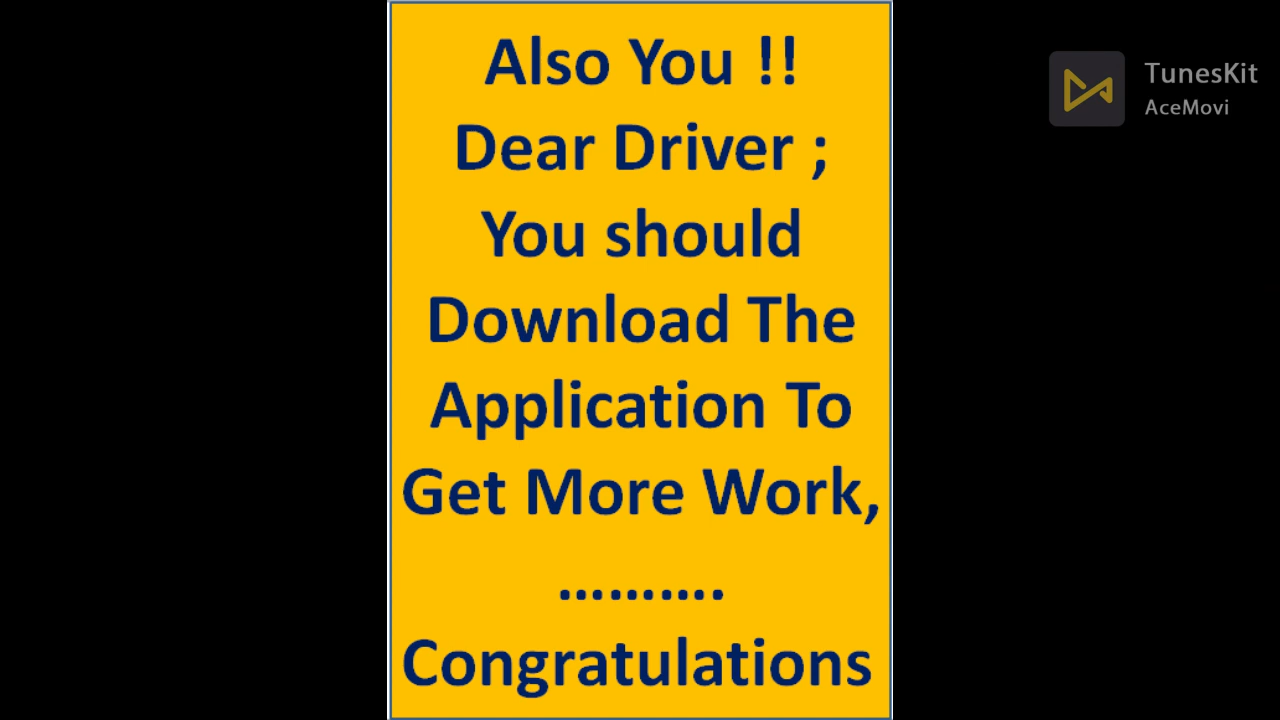 Also You !!
Dear Driver ;
You should
Download The
Application To
Get More Work,
..........
Congratulations
TunesKit
AceMovi